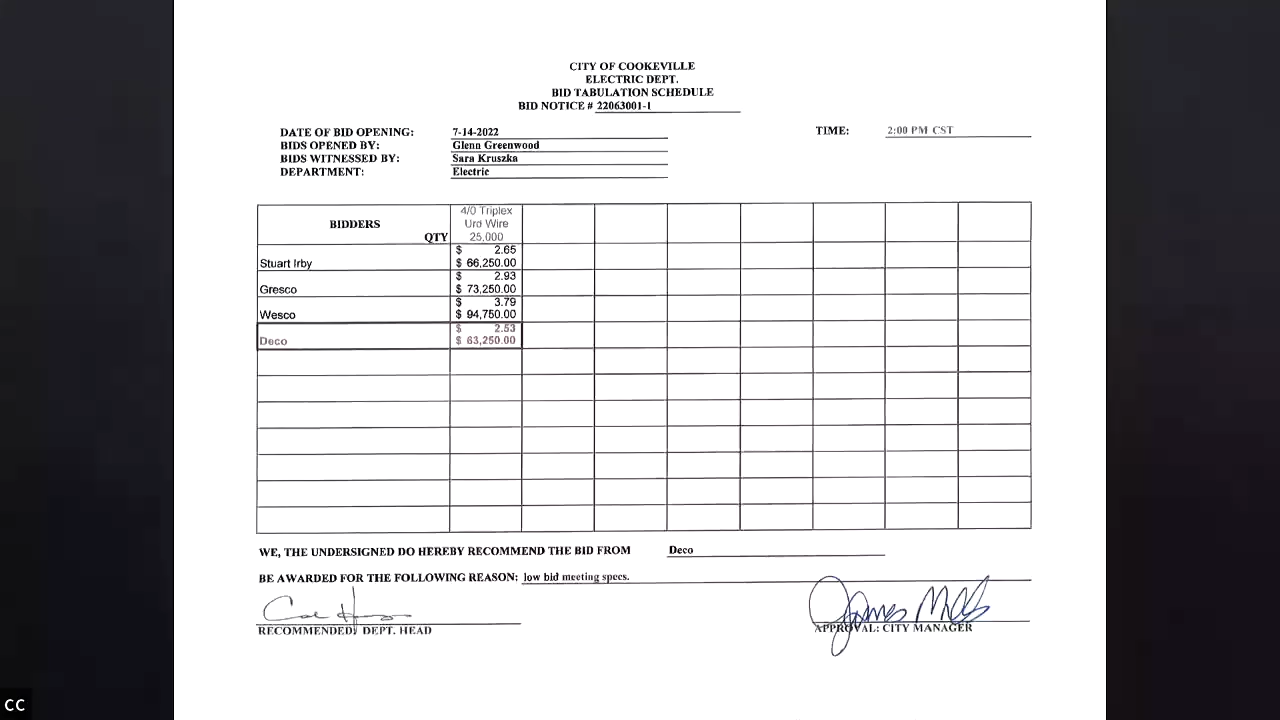 CITY OF COOKEVILLE
ELECTRIC DEPT.
BID TABULATION SCHEDULE
BID NOTICE # 22063001-1
DATE OF BID OPENING: 7-14-2022 TIME: 2:00 PM CST
BIDS OPENED BY: Glenn Greenwood
BIDS WITNESSED BY: Sara Kruszka
DEPARTMENT: Electric
4/0 Triplex
BIDDERS Urd Wire
QTY 25,000
$ 2.65
Stuart Irby $ 66,250.00
$ 2.93
Gresco $ 73,250.00
$ 3.79
Wesco $ 94,750.00
$ 2.53
Deco $ 63,250.00
WE, THE UNDERSIGNED DO HEREBY RECOMMEND THE BID FROM Deco
BE AWARDED FOR THE FOLLOWING REASON: low bid meeting specs.
James Mills
RECOMMENDED: DEPT. HEAD APPROVAL: CITY MANAGER
CC